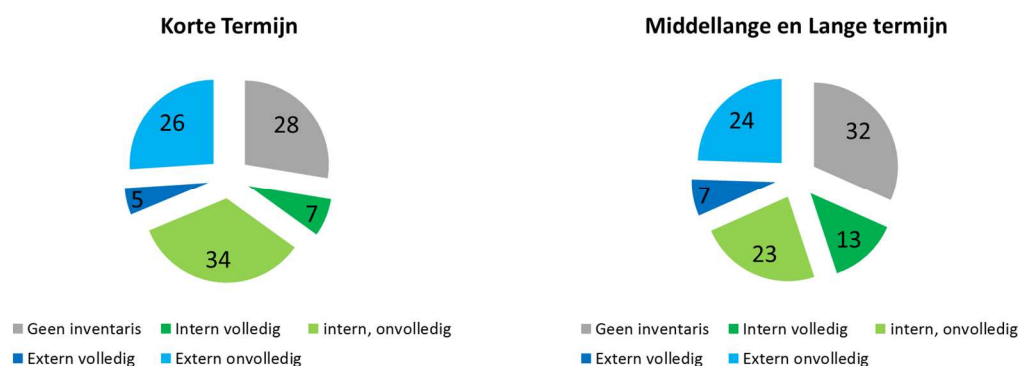 Korte Termijn
26
28
5
7
34
Geen inventaris
Intern volledig
intern, onvolledig
Extern volledig
Extern onvolledig
Middellange en Lange termijn
24
32
7
13
23
Geen inventaris
Intern volledig
intern, onvolledig
Extern volledig
Extern onvolledig